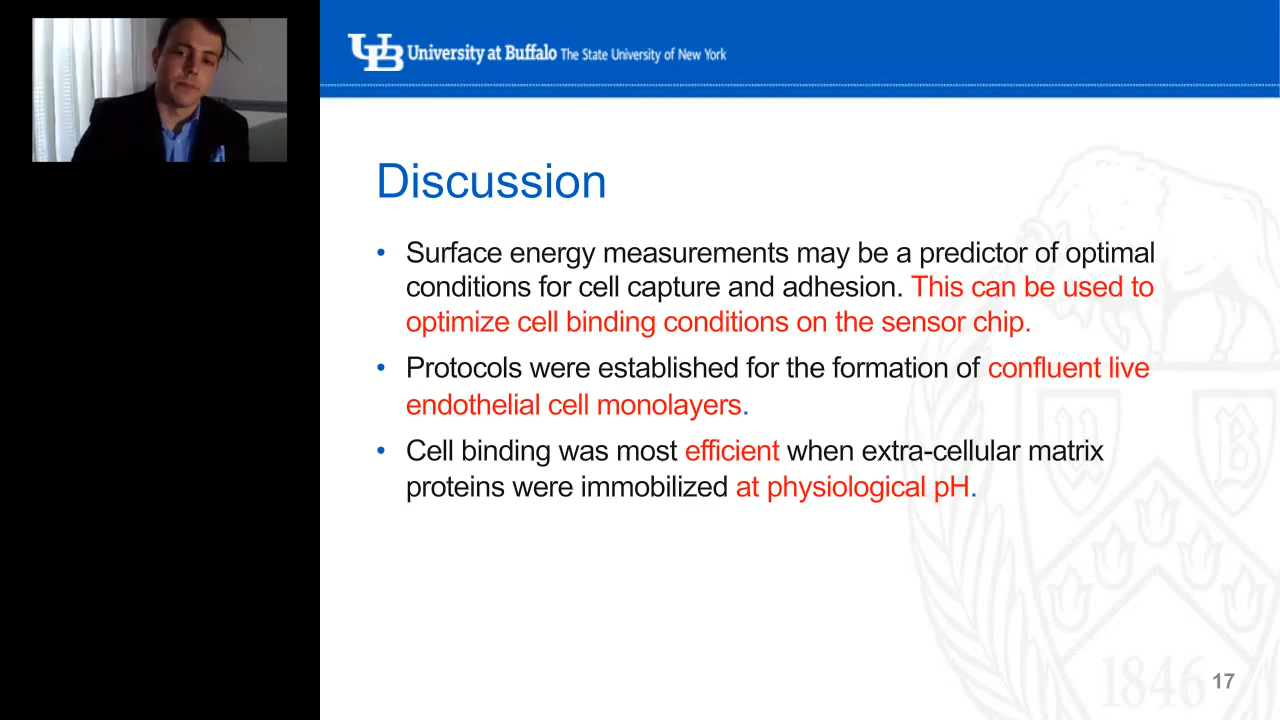 UB University at Buffalo The State University of New York
Discussion
• Surface energy measurements may be a predictor of optimal
conditions for cell capture and adhesion. This can be used to
optimize cell binding conditions on the sensor chip.
• Protocols were established for the formation of confluent live
endothelial cell monolayers.
• Cell binding was most efficient when extra-cellular matrix
proteins were immobilized at physiological pH.
U B
1846
17